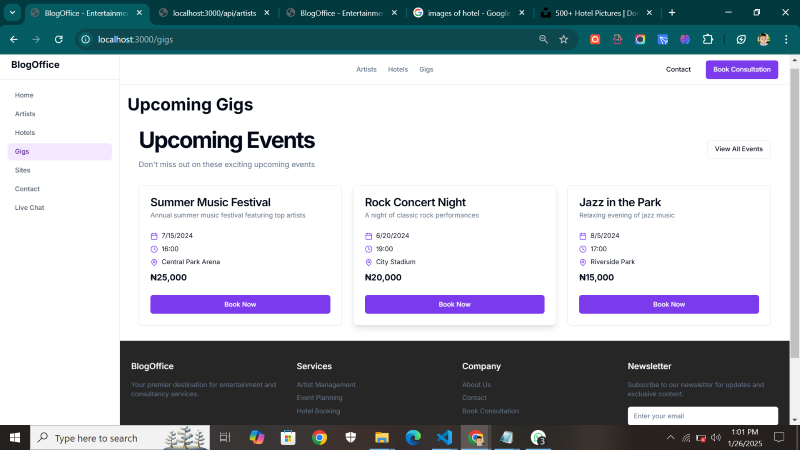 BlogOffice - Entertainmen
localhost:3000/api/artists
BlogOffice - Entertainmen
images of hotel - Google
500+ Hotel Pictures | Do
localhost:3000/gigs
BlogOffice
Artists Hotels Gigs
Contact
Book Consultation
Home
Artists
Hotels
Gigs
Sites
Contact
Live Chat
Upcoming Gigs
Upcoming Events
Don't miss out on these exciting upcoming events
View All Events
Summer Music Festival
Annual summer music festival featuring top artists
7/15/2024
16:00
Central Park Arena
₦25,000
Book Now
Rock Concert Night
A night of classic rock performances
6/20/2024
19:00
City Stadium
₦20,000
Book Now
Jazz in the Park
Relaxing evening of jazz music
8/5/2024
17:00
Riverside Park
₦15,000
Book Now
BlogOffice
Your premier destination for entertainment and
consultancy services.
Services
Artist Management
Event Planning
Hotel Booking
Company
About Us
Contact
Book Consultation
Newsletter
Subscribe to our newsletter for updates and
exclusive content.
Enter your email
Type here to search
1:01 PM
1/26/2025